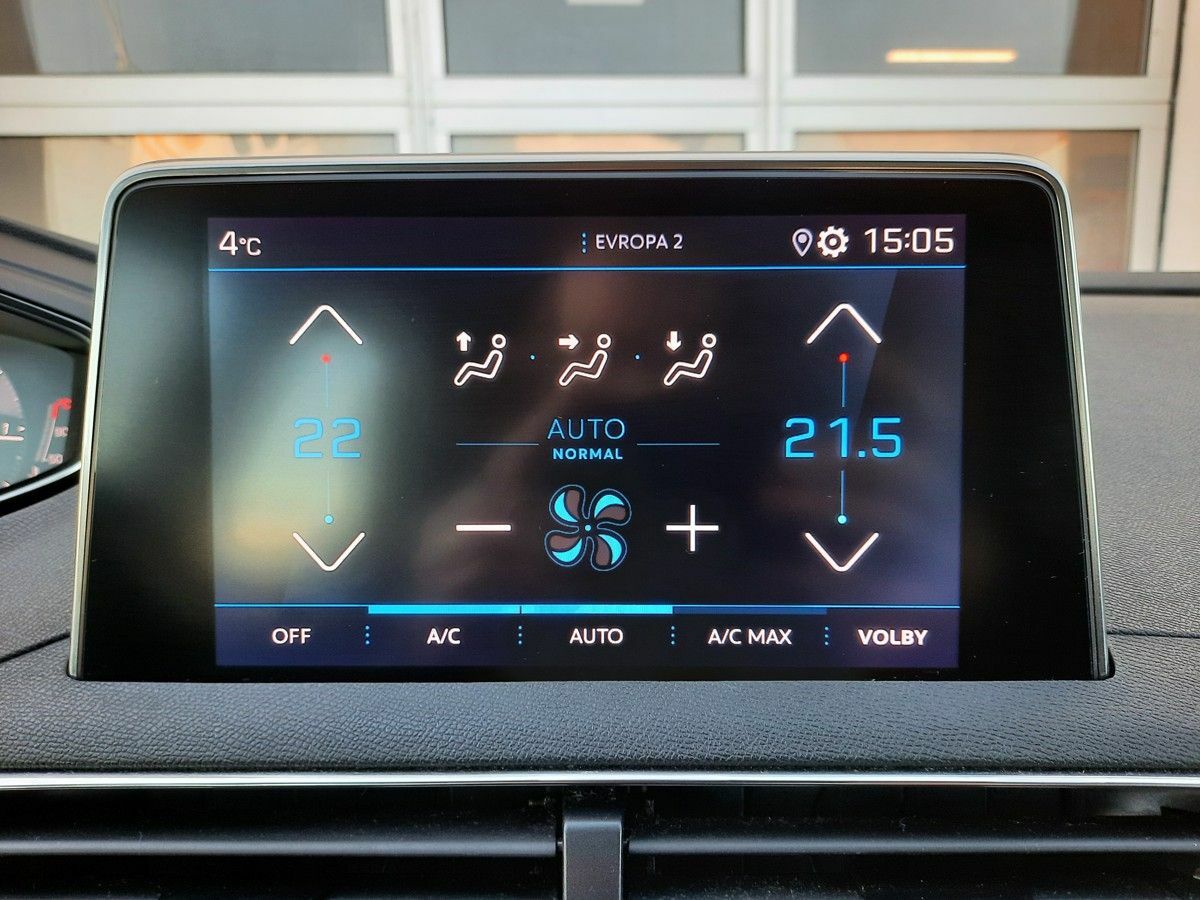 4°C
EVROPA 2
15:05
22
AUTO
NORMAL
21.5
OFF
A/C
AUTO
A/C MAX
VOLBY